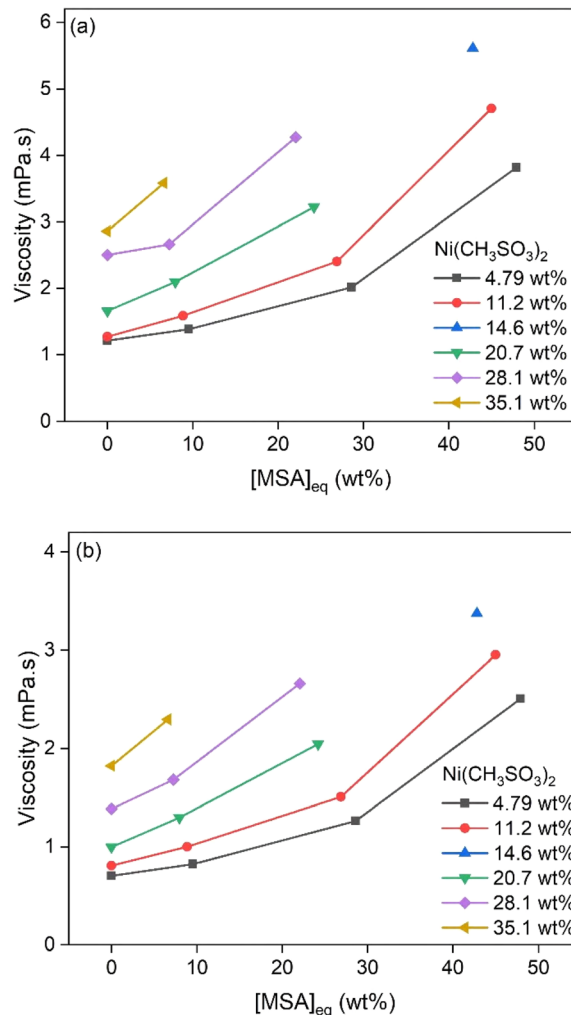 (a)
6
5
4
3
2
1
0
Viscosity (mPa.s)
Ni(CH₃SO₃)₂
4.79 wt%
11.2 wt%
14.6 wt%
20.7 wt%
28.1 wt%
35.1 wt%
0 10 20 30 40 50
[MSA]eq (wt%)
(b)
4
3
2
1
0
Viscosity (mPa.s)
Ni(CH₃SO₃)₂
4.79 wt%
11.2 wt%
14.6 wt%
20.7 wt%
28.1 wt%
35.1 wt%
0 10 20 30 40 50
[MSA]eq (wt%)